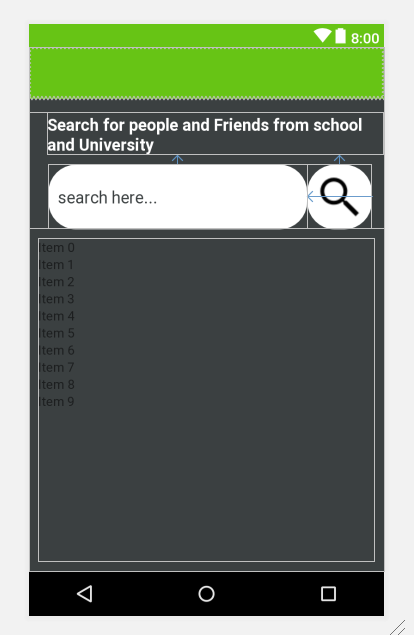 8:00
Search for people and Friends from school
and University
search here...
Item 0
Item 1
Item 2
Item 3
Item 4
Item 5
Item 6
Item 7
Item 8
Item 9